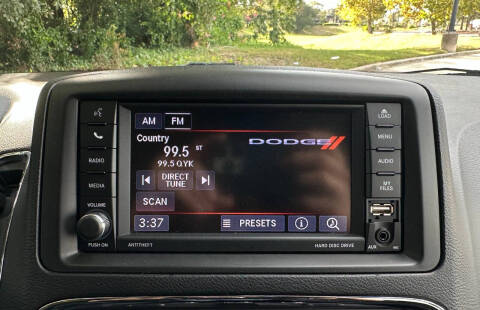 RADIO
MEDIA
VOLUME
PUSH ON
AM FM
Country
99.5 ST
99.5 QYK
DIRECT TUNE
SCAN
3:37
PRESETS
DODGE
ANTITHEFT
HARD DISC DRIVE
LOAD
MENU
AUDIO
MY FILES
AUX